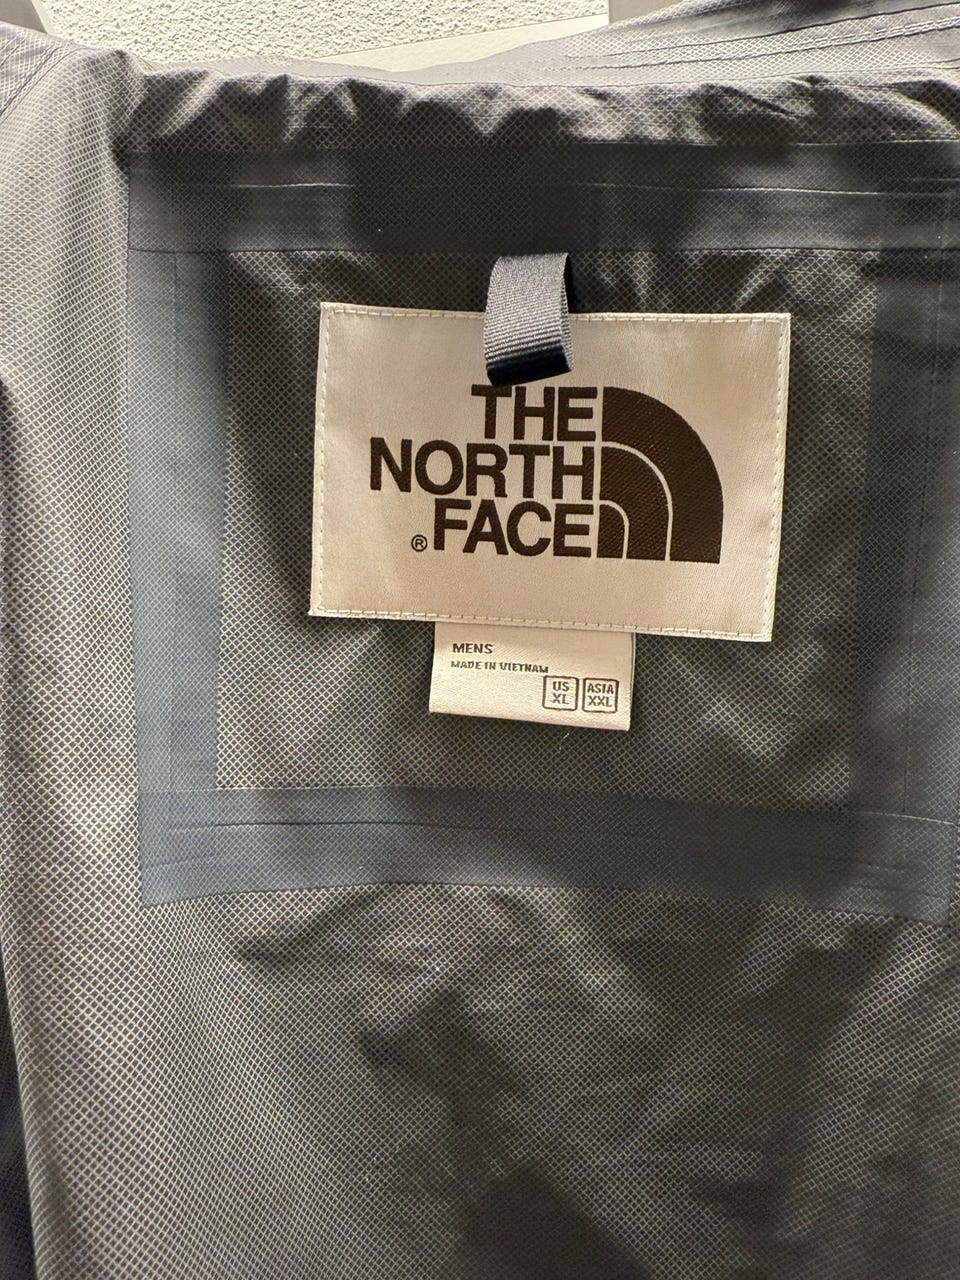 THE
NORTH
FACE
®
MENS
MADE IN VIETNAM
US
XL
ASIA
XXL